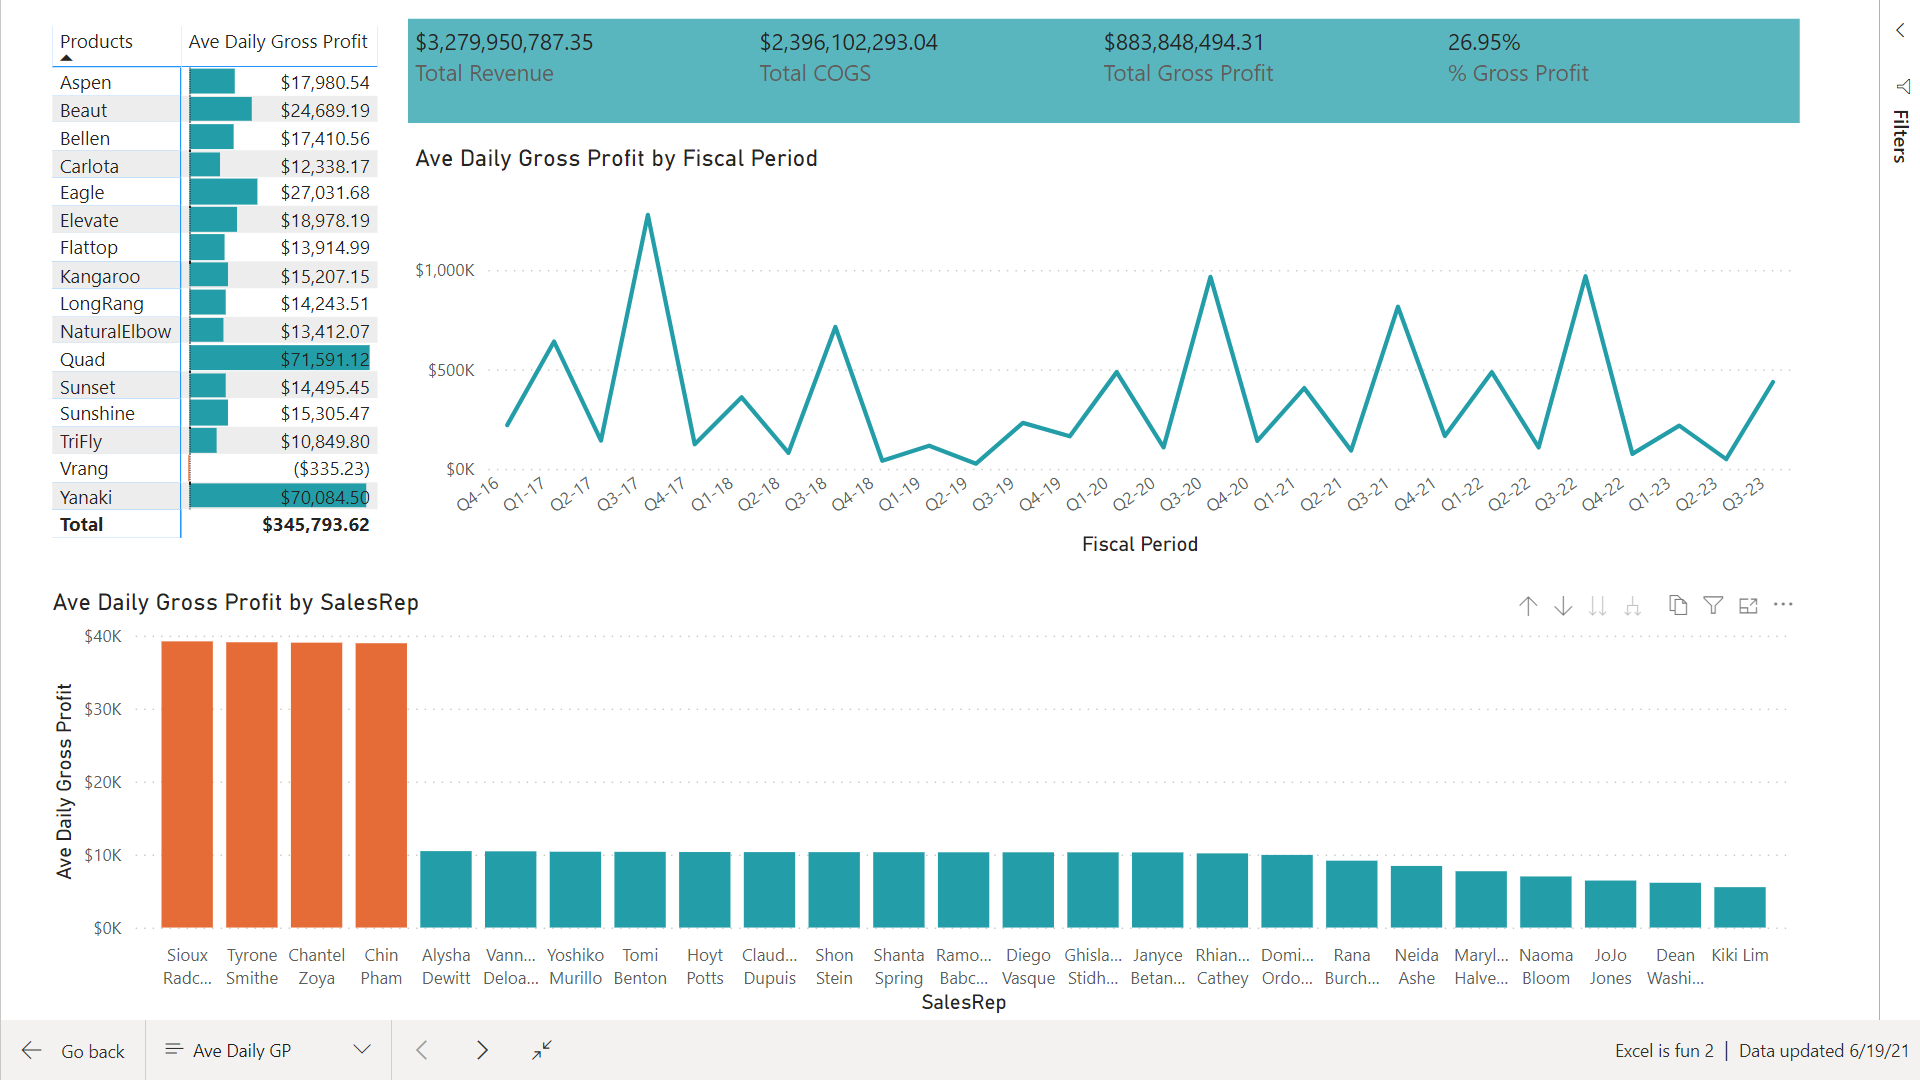 Products Ave Daily Gross Profit
Aspen $17,980.54
Beaut $24,689.19
Bellen $17,410.56
Carlota $12,338.17
Eagle $27,031.68
Elevate $18,978.19
Flattop $13,914.99
Kangaroo $15,207.15
LongRang $14,243.51
NaturalElbow $13,412.07
Quad $71,591.12
Sunset $14,495.45
Sunshine $15,305.47
TriFly $10,849.80
Vrang ($335.23)
Yanaki $70,084.50
Total $345,793.62
$3,279,950,787.35 $2,396,102,293.04 $883,848,494.31 26.95%
Total Revenue Total COGS Total Gross Profit % Gross Profit
Ave Daily Gross Profit by Fiscal Period
$1,000K
$500K
$0K
Q4-16 Q1-17 Q2-17 Q3-17 Q4-17 Q1-18 Q2-18 Q3-18 Q4-18 Q1-19 Q2-19 Q3-19 Q4-19 Q1-20 Q2-20 Q3-20 Q4-20 Q1-21 Q2-21 Q3-21 Q4-21 Q1-22 Q2-22 Q3-22 Q4-22 Q1-23 Q2-23 Q3-23
Fiscal Period
Filters
Ave Daily Gross Profit by SalesRep
Ave Daily Gross Profit
$40K
$30K
$20K
$10K
$0K
Sioux Tyrone Chantel Chin Alysha Vann... Yoshiko Tomi Hoyt Claud... Shon Shanta Ramo... Diego Ghisla... Janyce Rhian... Domi... Rana Neida Maryl... Naoma JoJo Dean Kiki Lim
Radc... Smithe Zoya Pham Dewitt Deloa... Murillo Benton Potts Dupuis Stein Spring Babc... Vasque Stidh... Betan... Cathey Ordo... Burch... Ashe Halve... Bloom Jones Washi...
SalesRep
Go back Ave Daily GP Excel is fun 2 | Data updated 6/19/21